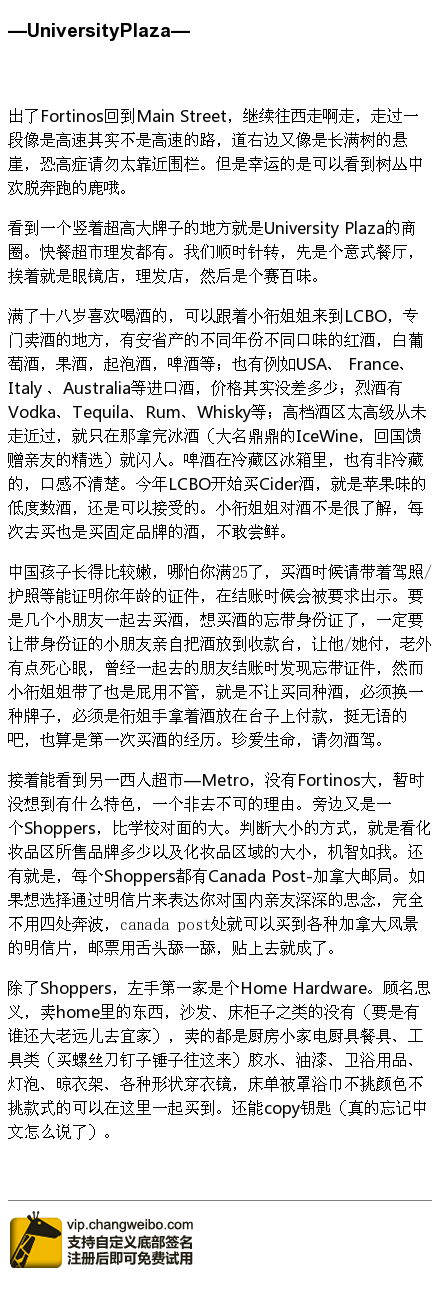 —UniversityPlaza—
出了Fortinos回到Main Street，继续往西走啊走，走过一
段像是高速其实不是高速的路，道右边又像是长满树的悬
崖，恐高症请勿太靠近围栏。但是幸运的是可以看到树丛中
欢脱奔跑的鹿哦。
看到一个竖着超高大牌子的地方就是University Plaza的商
圈。快餐超市理发都有。我们顺时针转，先是个意式餐厅，
挨着就是眼镜店，理发店，然后是个赛百味。
满了十八岁喜欢喝酒的，可以跟着小衔姐姐来到LCBO，专
门卖酒的地方，有安省产的不同年份不同口味的红酒，白葡
萄酒，果酒，起泡酒，啤酒等；也有例如USA、 France、
Italy 、Australia等进口酒，价格其实没差多少；烈酒有
Vodka、Tequila、Rum、Whisky等；高档酒区太高级从未
走近过，就只在那拿完冰酒（大名鼎鼎的IceWine，回国馈
赠亲友的精选）就闪人。啤酒在冷藏区冰箱里，也有非冷藏
的，口感不清楚。今年LCBO开始买Cider酒，就是苹果味的
低度数酒，还是可以接受的。小衔姐姐对酒不是很了解，每
次去买也是买固定品牌的酒，不敢尝鲜。
中国孩子长得比较嫩，哪怕你满25了，买酒时候请带着驾照/
护照等能证明你年龄的证件，在结账时候会被要求出示。要
是几个小朋友一起去买酒，想买酒的忘带身份证了，一定要
让带身份证的小朋友亲自把酒放到收款台，让他/她付，老外
有点死心眼，曾经一起去的朋友结账时发现忘带证件，然而
小衔姐姐带了也是屁用不管，就是不让买同种酒，必须换一
种牌子，必须是衔姐手拿着酒放在台子上付款，挺无语的
吧，也算是第一次买酒的经历。珍爱生命，请勿酒驾。
接着能看到另一西人超市—Metro，没有Fortinos大，暂时
没想到有什么特色，一个非去不可的理由。旁边又是一
个Shoppers，比学校对面的大。判断大小的方式，就是看化
妆品区所售品牌多少以及化妆品区域的大小，机智如我。还
有就是，每个Shoppers都有Canada Post-加拿大邮局。如
果想选择通过明信片来表达你对国内亲友深深的思念，完全
不用四处奔波，canada post处就可以买到各种加拿大风景
的明信片，邮票用舌头舔一舔，贴上去就成了。
除了Shoppers，左手第一家是个Home Hardware。顾名思
义，卖home里的东西，沙发、床柜子之类的没有（要是有
谁还大老远儿去宜家），卖的都是厨房小家电厨具餐具、工
具类（买螺丝刀钉子锤子往这来）胶水、油漆、卫浴用品、
灯泡、晾衣架、各种形状穿衣镜，床单被罩浴巾不挑颜色不
挑款式的可以在这里一起买到。还能copy钥匙（真的忘记中
文怎么说了）。
vip.changweibo.com
支持自定义底部签名
注册后即可免费试用